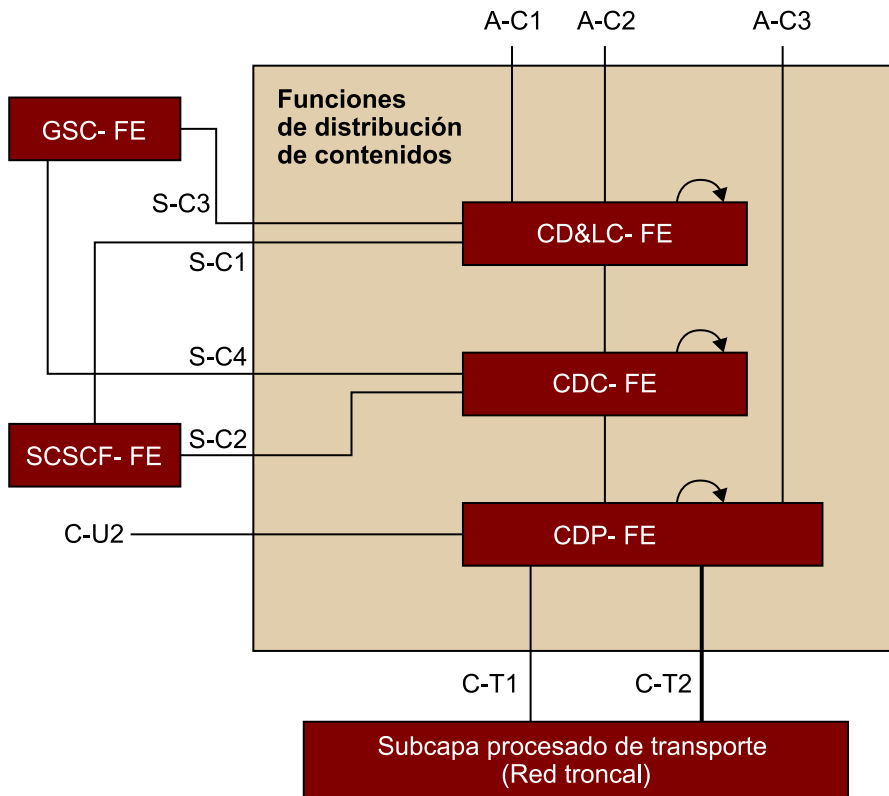 A-C1
A-C2
A-C3
Funciones
de distribución
de contenidos
GSC- FE
S-C3
CD&LC- FE
S-C1
S-C4
CDC- FE
SCSCF- FE
S-C2
C-U2
CDP- FE
C-T1
C-T2
Subcapa procesado de transporte
(Red troncal)